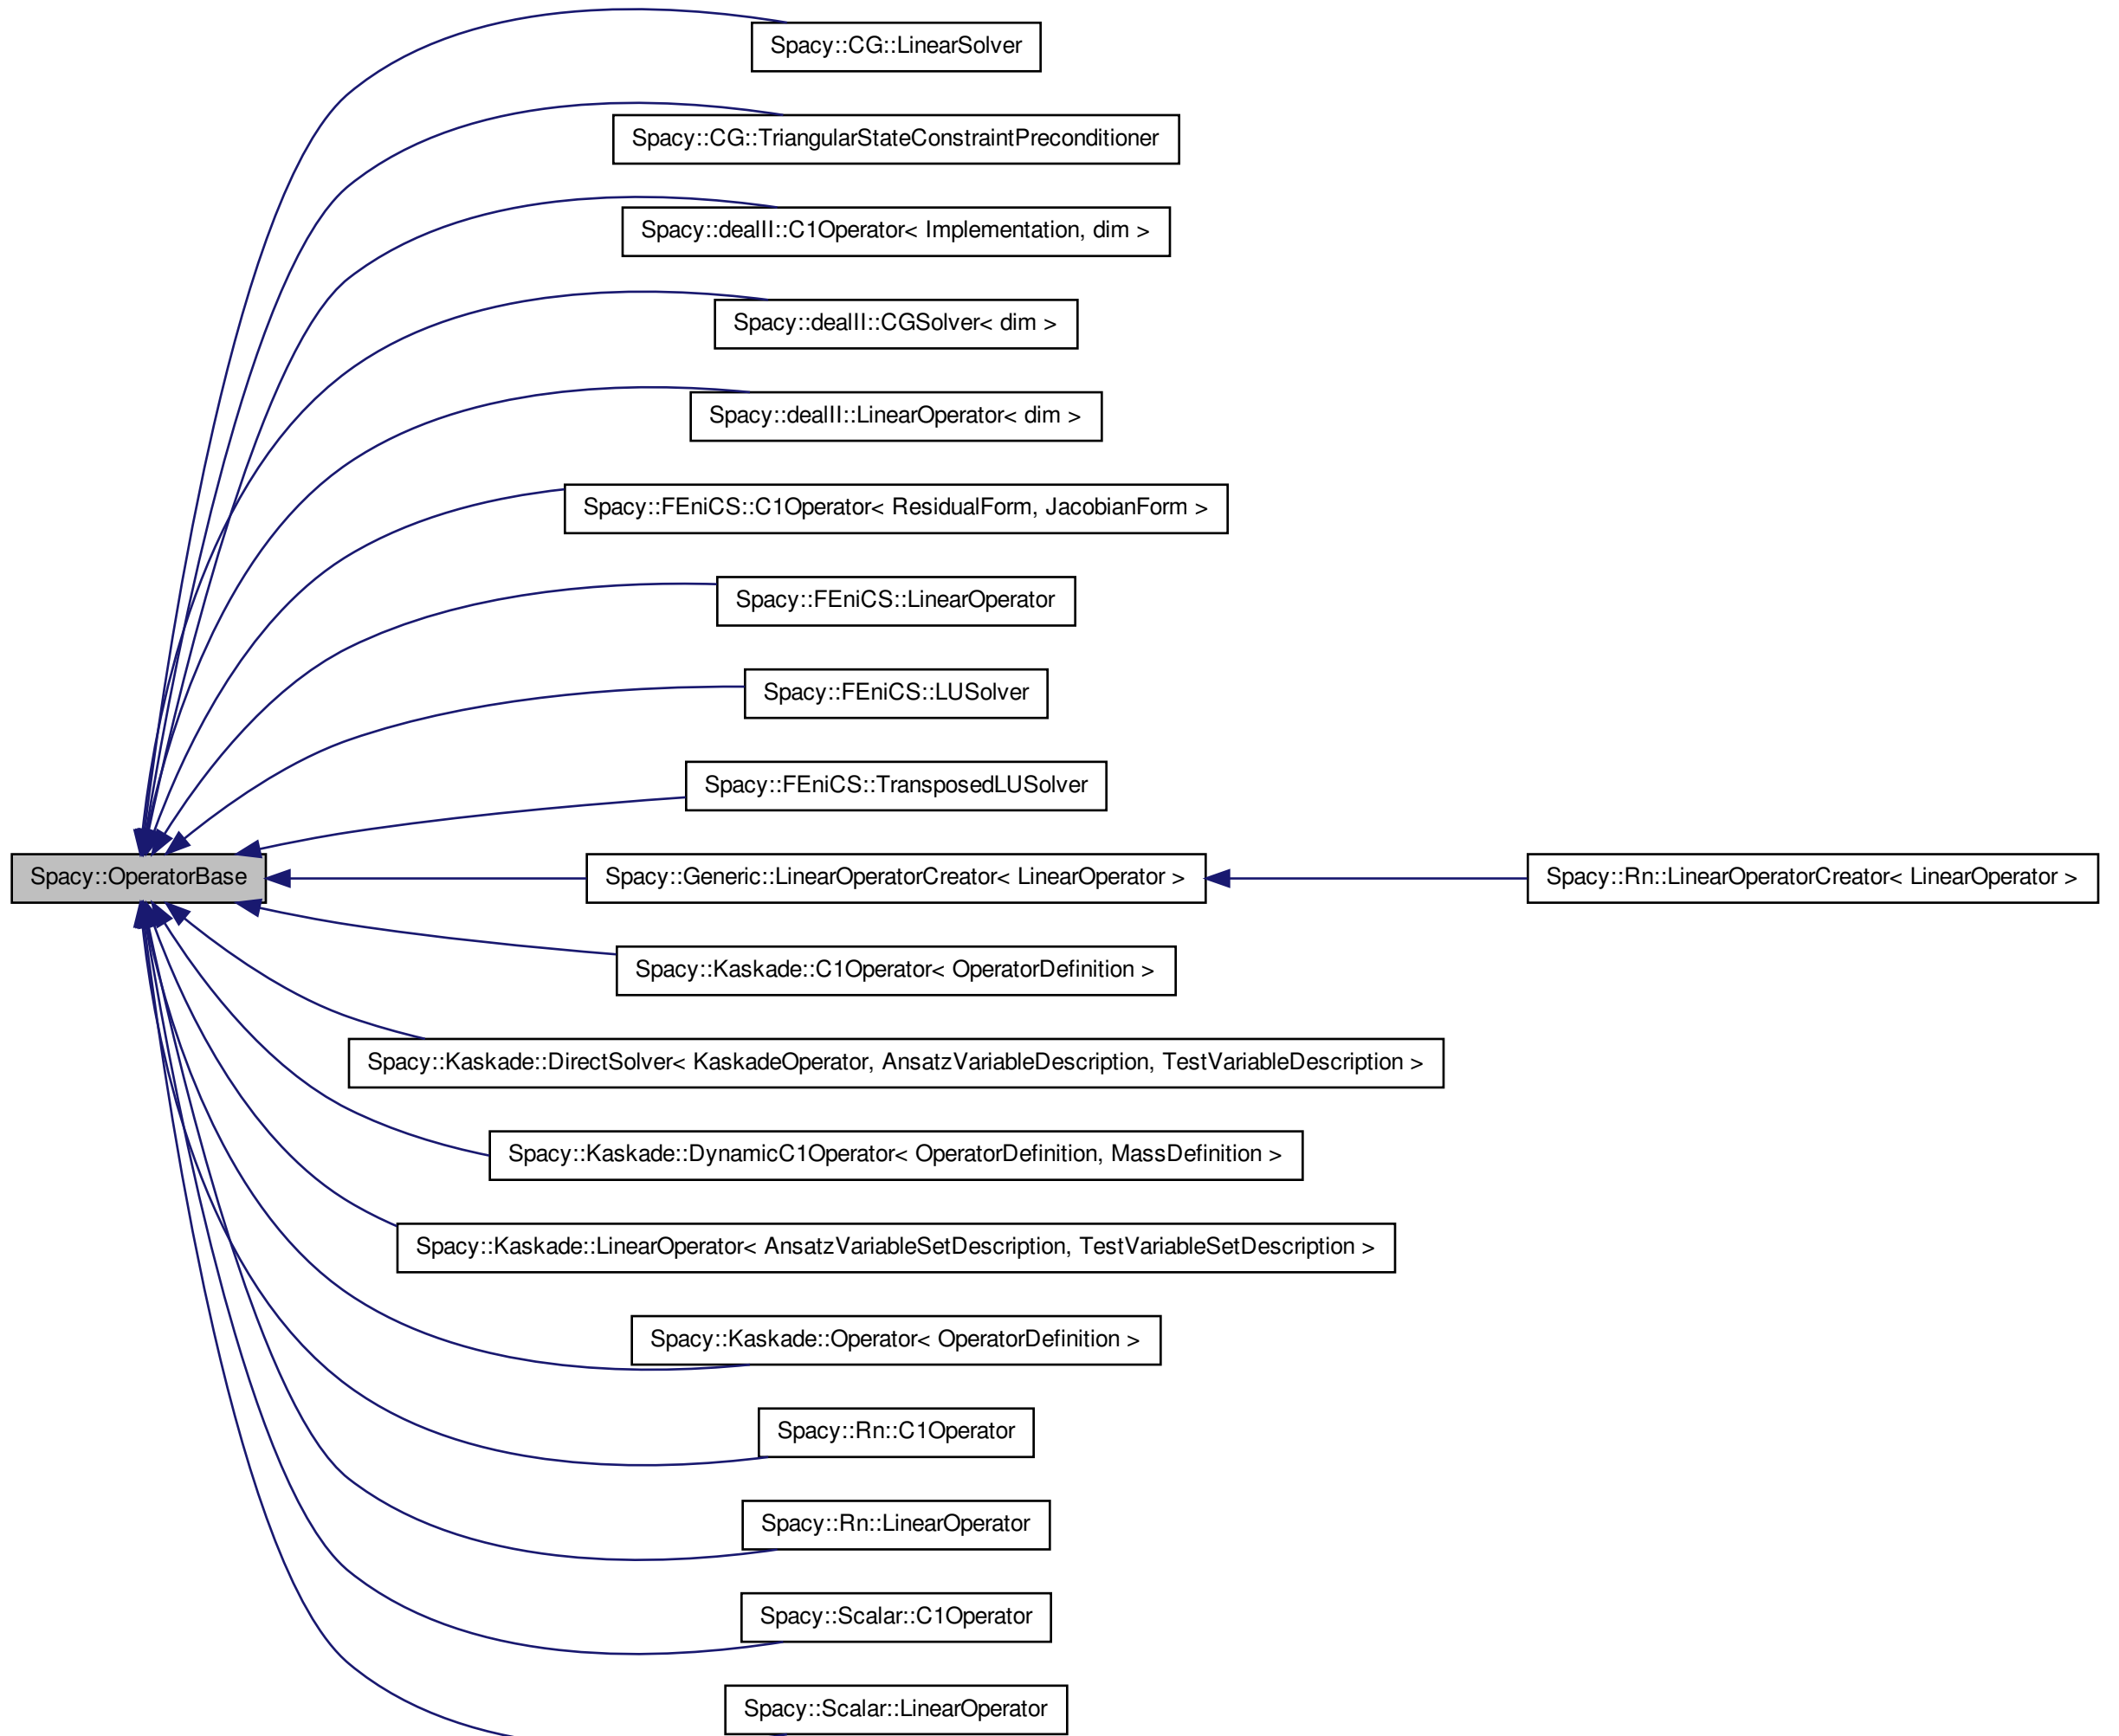 Spacy::CG::LinearSolver
Spacy::CG::TriangularStateConstraintPreconditioner
Spacy::dealII::C1Operator< Implementation, dim >
Spacy::dealII::CGSolver< dim >
Spacy::dealII::LinearOperator< dim >
Spacy::FEniCS::C1Operator< ResidualForm, JacobianForm >
Spacy::FEniCS::LinearOperator
Spacy::FEniCS::LUSolver
Spacy::FEniCS::TransposedLUSolver
Spacy::OperatorBase
Spacy::Generic::LinearOperatorCreator< LinearOperator >
Spacy::Rn::LinearOperatorCreator< LinearOperator >
Spacy::Kaskade::C1Operator< OperatorDefinition >
Spacy::Kaskade::DirectSolver< KaskadeOperator, AnsatzVariableDescription, TestVariableDescription >
Spacy::Kaskade::DynamicC1Operator< OperatorDefinition, MassDefinition >
Spacy::Kaskade::LinearOperator< AnsatzVariableSetDescription, TestVariableSetDescription >
Spacy::Kaskade::Operator< OperatorDefinition >
Spacy::Rn::C1Operator
Spacy::Rn::LinearOperator
Spacy::Scalar::C1Operator
Spacy::Scalar::LinearOperator